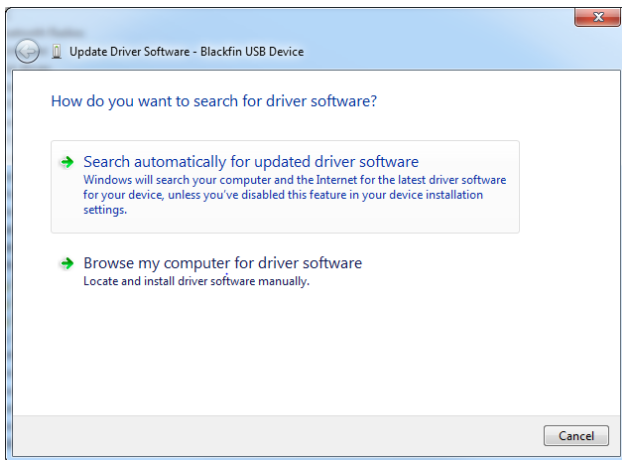 Update Driver Software - Blackfin USB Device
How do you want to search for driver software?
Search automatically for updated driver software
Windows will search your computer and the Internet for the latest driver software
for your device, unless you've disabled this feature in your device installation
settings.
Browse my computer for driver software
Locate and install driver software manually.
Cancel